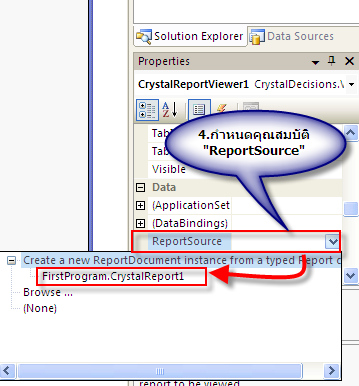 Solution Explorer Data Sources
Properties
CrystalReportViewer1 CrystalDecisions.
Tab
Tab
Visible
4.กำหนดคุณสมบัติ
"ReportSource"
Data
(ApplicationSet
(DataBindings)
ReportSource
Create a new ReportDocument instance from a typed Report
FirstProgram.CrystalReport1
Browse ...
(None)
report to be viewed